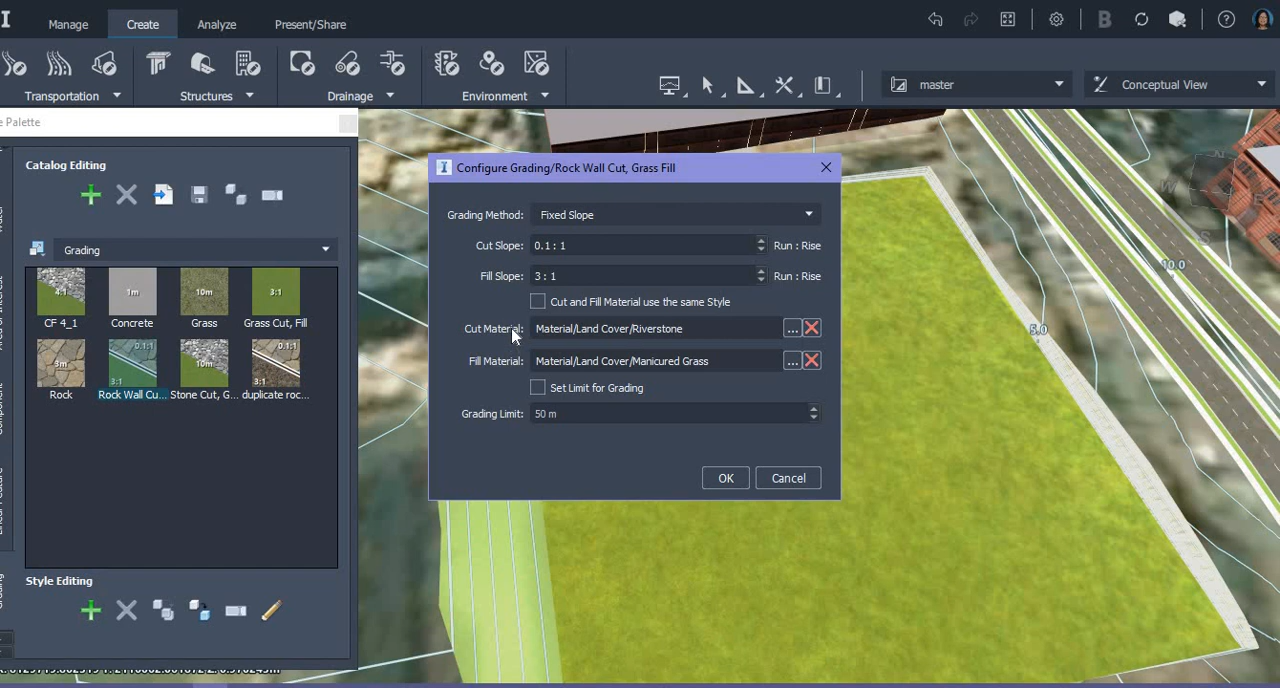 Manage
Create
Analyze
Present/Share
Transportation
Structures
Drainage
Environment
master
Conceptual View
e Palette
Catalog Editing
Grading
4:1
1m
10m
3:1
CF 4_1
Concrete
Grass
Grass Cut, Fill
3m
0.1:1
3:1
10m
0.1:1
3:1
Rock
Rock Wall Cu...
Stone Cut, G...
duplicate roc...
Style Editing
Configure Grading/Rock Wall Cut, Grass Fill
Grading Method:
Fixed Slope
Cut Slope:
0.1 : 1
Run : Rise
Fill Slope:
3 : 1
Run : Rise
Cut and Fill Material use the same Style
Cut Material:
Material/Land Cover/Riverstone
...
Fill Material:
Material/Land Cover/Manicured Grass
...
Set Limit for Grading
Grading Limit:
50 m
OK
Cancel
10.0
5.0
N
W
E
S